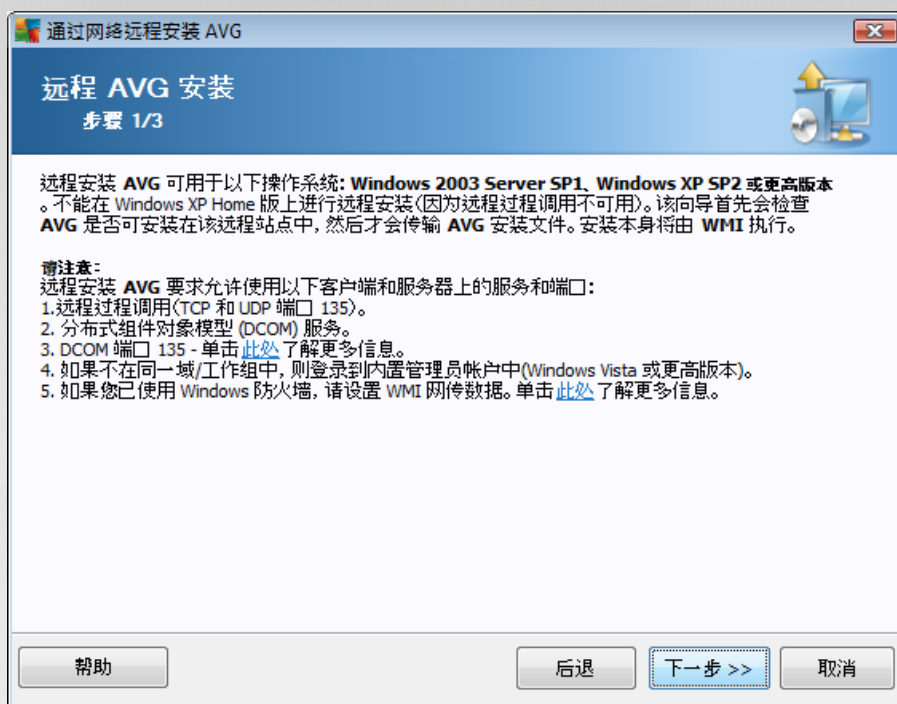 通过网络远程安装 AVG
远程 AVG 安装
步骤 1/3
远程安装 AVG 可用于以下操作系统: Windows 2003 Server SP1、Windows XP SP2 或更高版本
。不能在 Windows XP Home 版上进行远程安装(因为远程过程调用不可用)。该向导首先会检查
AVG 是否可安装在该远程站点中, 然后才会传输 AVG 安装文件。安装本身将由 WMI 执行。
请注意:
远程安装 AVG 要求允许使用以下客户端和服务器上的服务和端口:
1.远程过程调用(TCP 和 UDP 端口 135)。
2. 分布式组件对象模型 (DCOM) 服务。
3. DCOM 端口 135 - 单击此处了解更多信息。
4. 如果不在同一域/工作组中, 则登录到内置管理员帐户中(Windows Vista 或更高版本)。
5. 如果您已使用 Windows 防火墙, 请设置 WMI 网传数据。单击此处了解更多信息。
帮助
后退
下一步 >>
取消